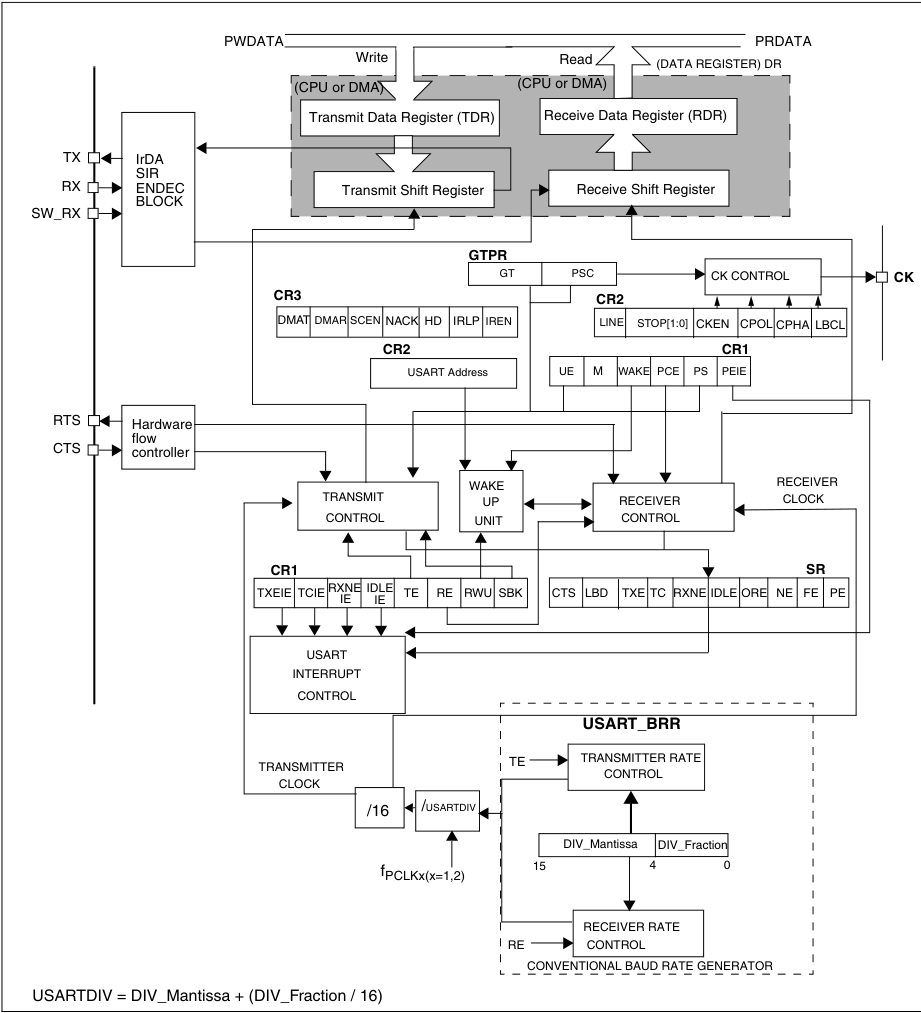 PWDATA
PRDATA
Write
Read
(DATA REGISTER) DR
(CPU or DMA)
(CPU or DMA)
Transmit Data Register (TDR)
Receive Data Register (RDR)
TX
RX
SW_RX
IrDA
SIR
ENDEC
BLOCK
Transmit Shift Register
Receive Shift Register
GTPR
GT
PSC
CK CONTROL
CK
CR3
DMAT
DMAR
SCEN
NACK
HD
IRLP
IREN
CR2
LINE
STOP[1:0]
CKEN
CPOL
CPHA
LBCL
CR2
USART Address
CR1
UE
M
WAKE
PCE
PS
PEIE
RTS
CTS
Hardware
flow
controller
TRANSMIT
CONTROL
WAKE
UP
UNIT
RECEIVER
CONTROL
RECEIVER
CLOCK
CR1
TXEIE
TCIE
RXNE
IE
IDLE
IE
TE
RE
RWU
SBK
SR
CTS
LBD
TXE
TC
RXNE
IDLE
ORE
NE
FE
PE
USART
INTERRUPT
CONTROL
USART_BRR
TRANSMITTER
CLOCK
TE
TRANSMITTER RATE
CONTROL
/16
/USARTDIV
DIV_Mantissa
DIV_Fraction
15
4
0
fPCLKx(x=1,2)
RE
RECEIVER RATE
CONTROL
CONVENTIONAL BAUD RATE GENERATOR
USARTDIV = DIV_Mantissa + (DIV_Fraction / 16)